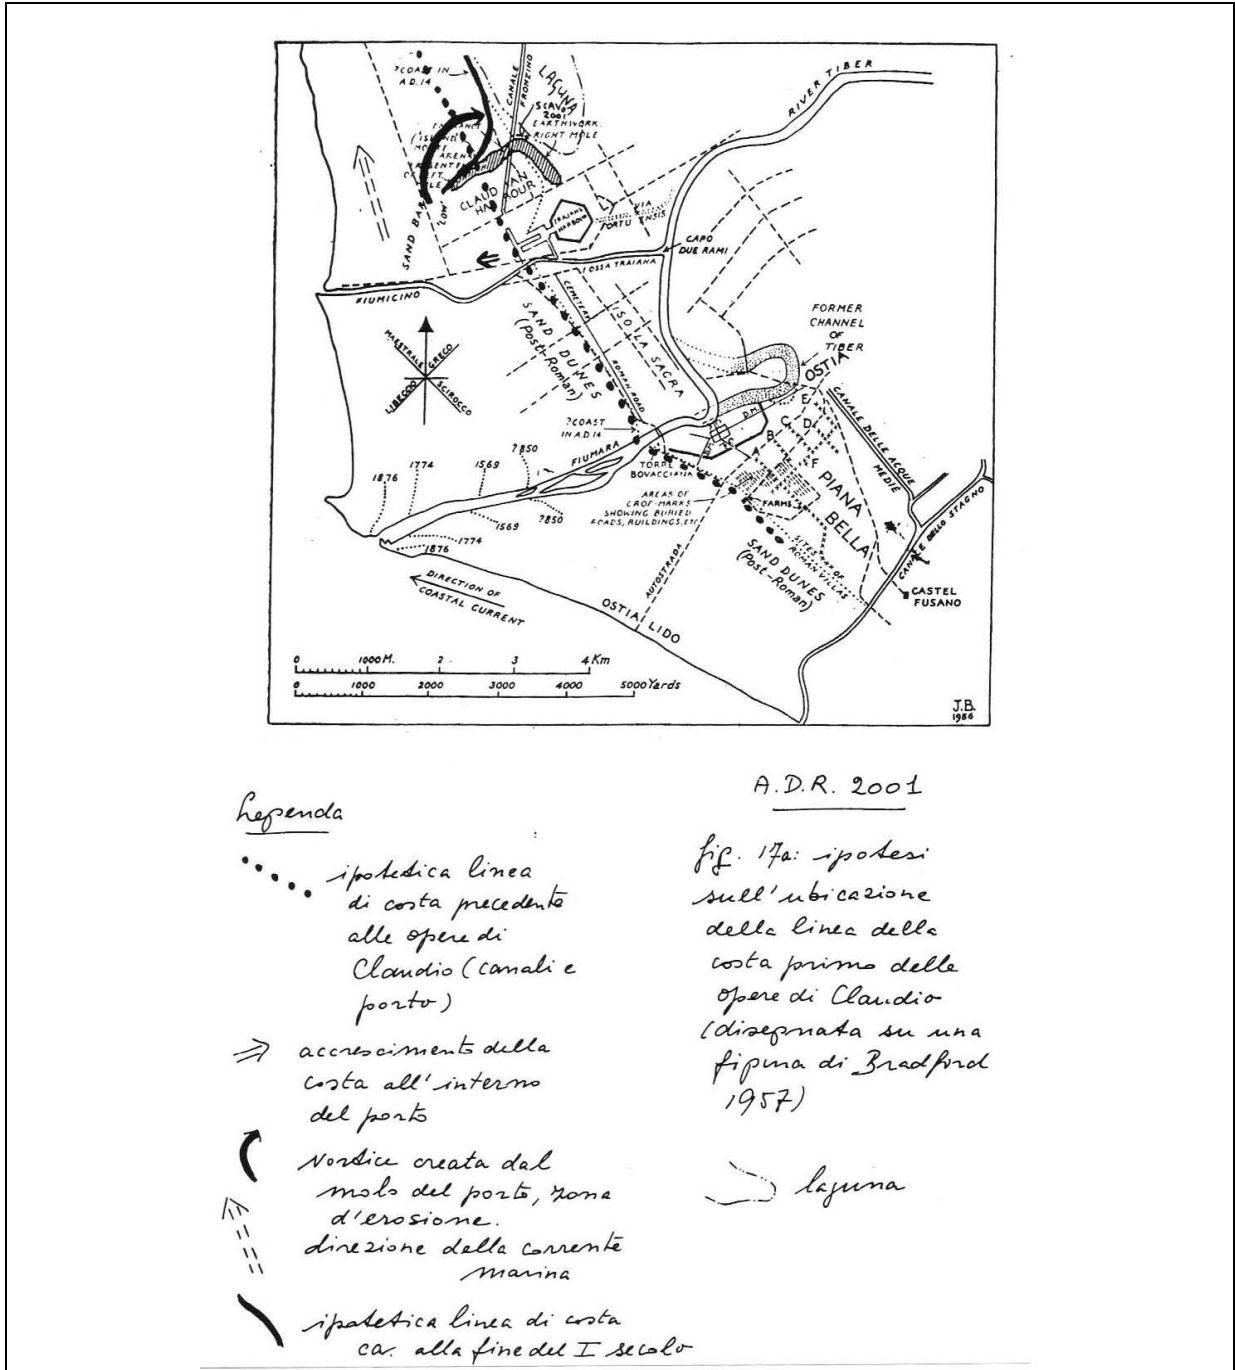 ?COAST IN
A.D. 14
CANALE
FRONZINO
LAGUNA
SCAVO
2001
EARTHWORK
RIGHT MOLE
RIVER TIBER
CLAUDIAN
HARBOUR
SAND BAR
"LOW"
TRAJAN'S
HARBOUR
VIA
PORTUENSIS
CAPO
DUE RAMI
FOSSA TRAIANA
FIUMICINO
CEMETERY
ROMAN ROAD
ISOLA SACRA
SAND DUNES
(Post-Roman)
FORMER
CHANNEL
OF
TIBER
OSTIA
MAESTRALE
GRECO
LIBECCIO
SCIROCCO
?COAST
IN A.D. 14
D.M.
E
C
D
B
A
F
CANALE DELLE ACQUE
MEDIE
FIUMARA
TORRE
BOVACCIANA
PIANA
BELLA
1876
1774
1569
?850
AREAS OF
CROP-MARKS
SHOWING BURIED
ROADS, BUILDINGS, ETC
FARMS
1569
?850
1774
1876
SITES OF
ROMAN VILLAS
SAND DUNES
(Post-Roman)
CANALE DELLO STAGNO
CASTEL
FUSANO
AUTOSTRADA
DIRECTION OF
COASTAL CURRENT
OSTIA LIDO
0 1000 M. 2 3 4 Km
0 1000 2000 3000 4000 5000 Yards
J.B.
1956
Legenda
ipotetica linea
di costa precedente
alle opere di
Claudio (canali e
porto)
accrescimento della
costa all'interno
del porto
Vortice creata dal
molo del porto, zona
d'erosione.
direzione della corrente
marina
ipotetica linea di costa
ca. alla fine del I secolo
A.D.R. 2001
fig. 17a: ipotesi
sull'ubicazione
della linea della
costa prima delle
opere di Claudio
(disegnata su una
figura di Bradford
1957)
laguna